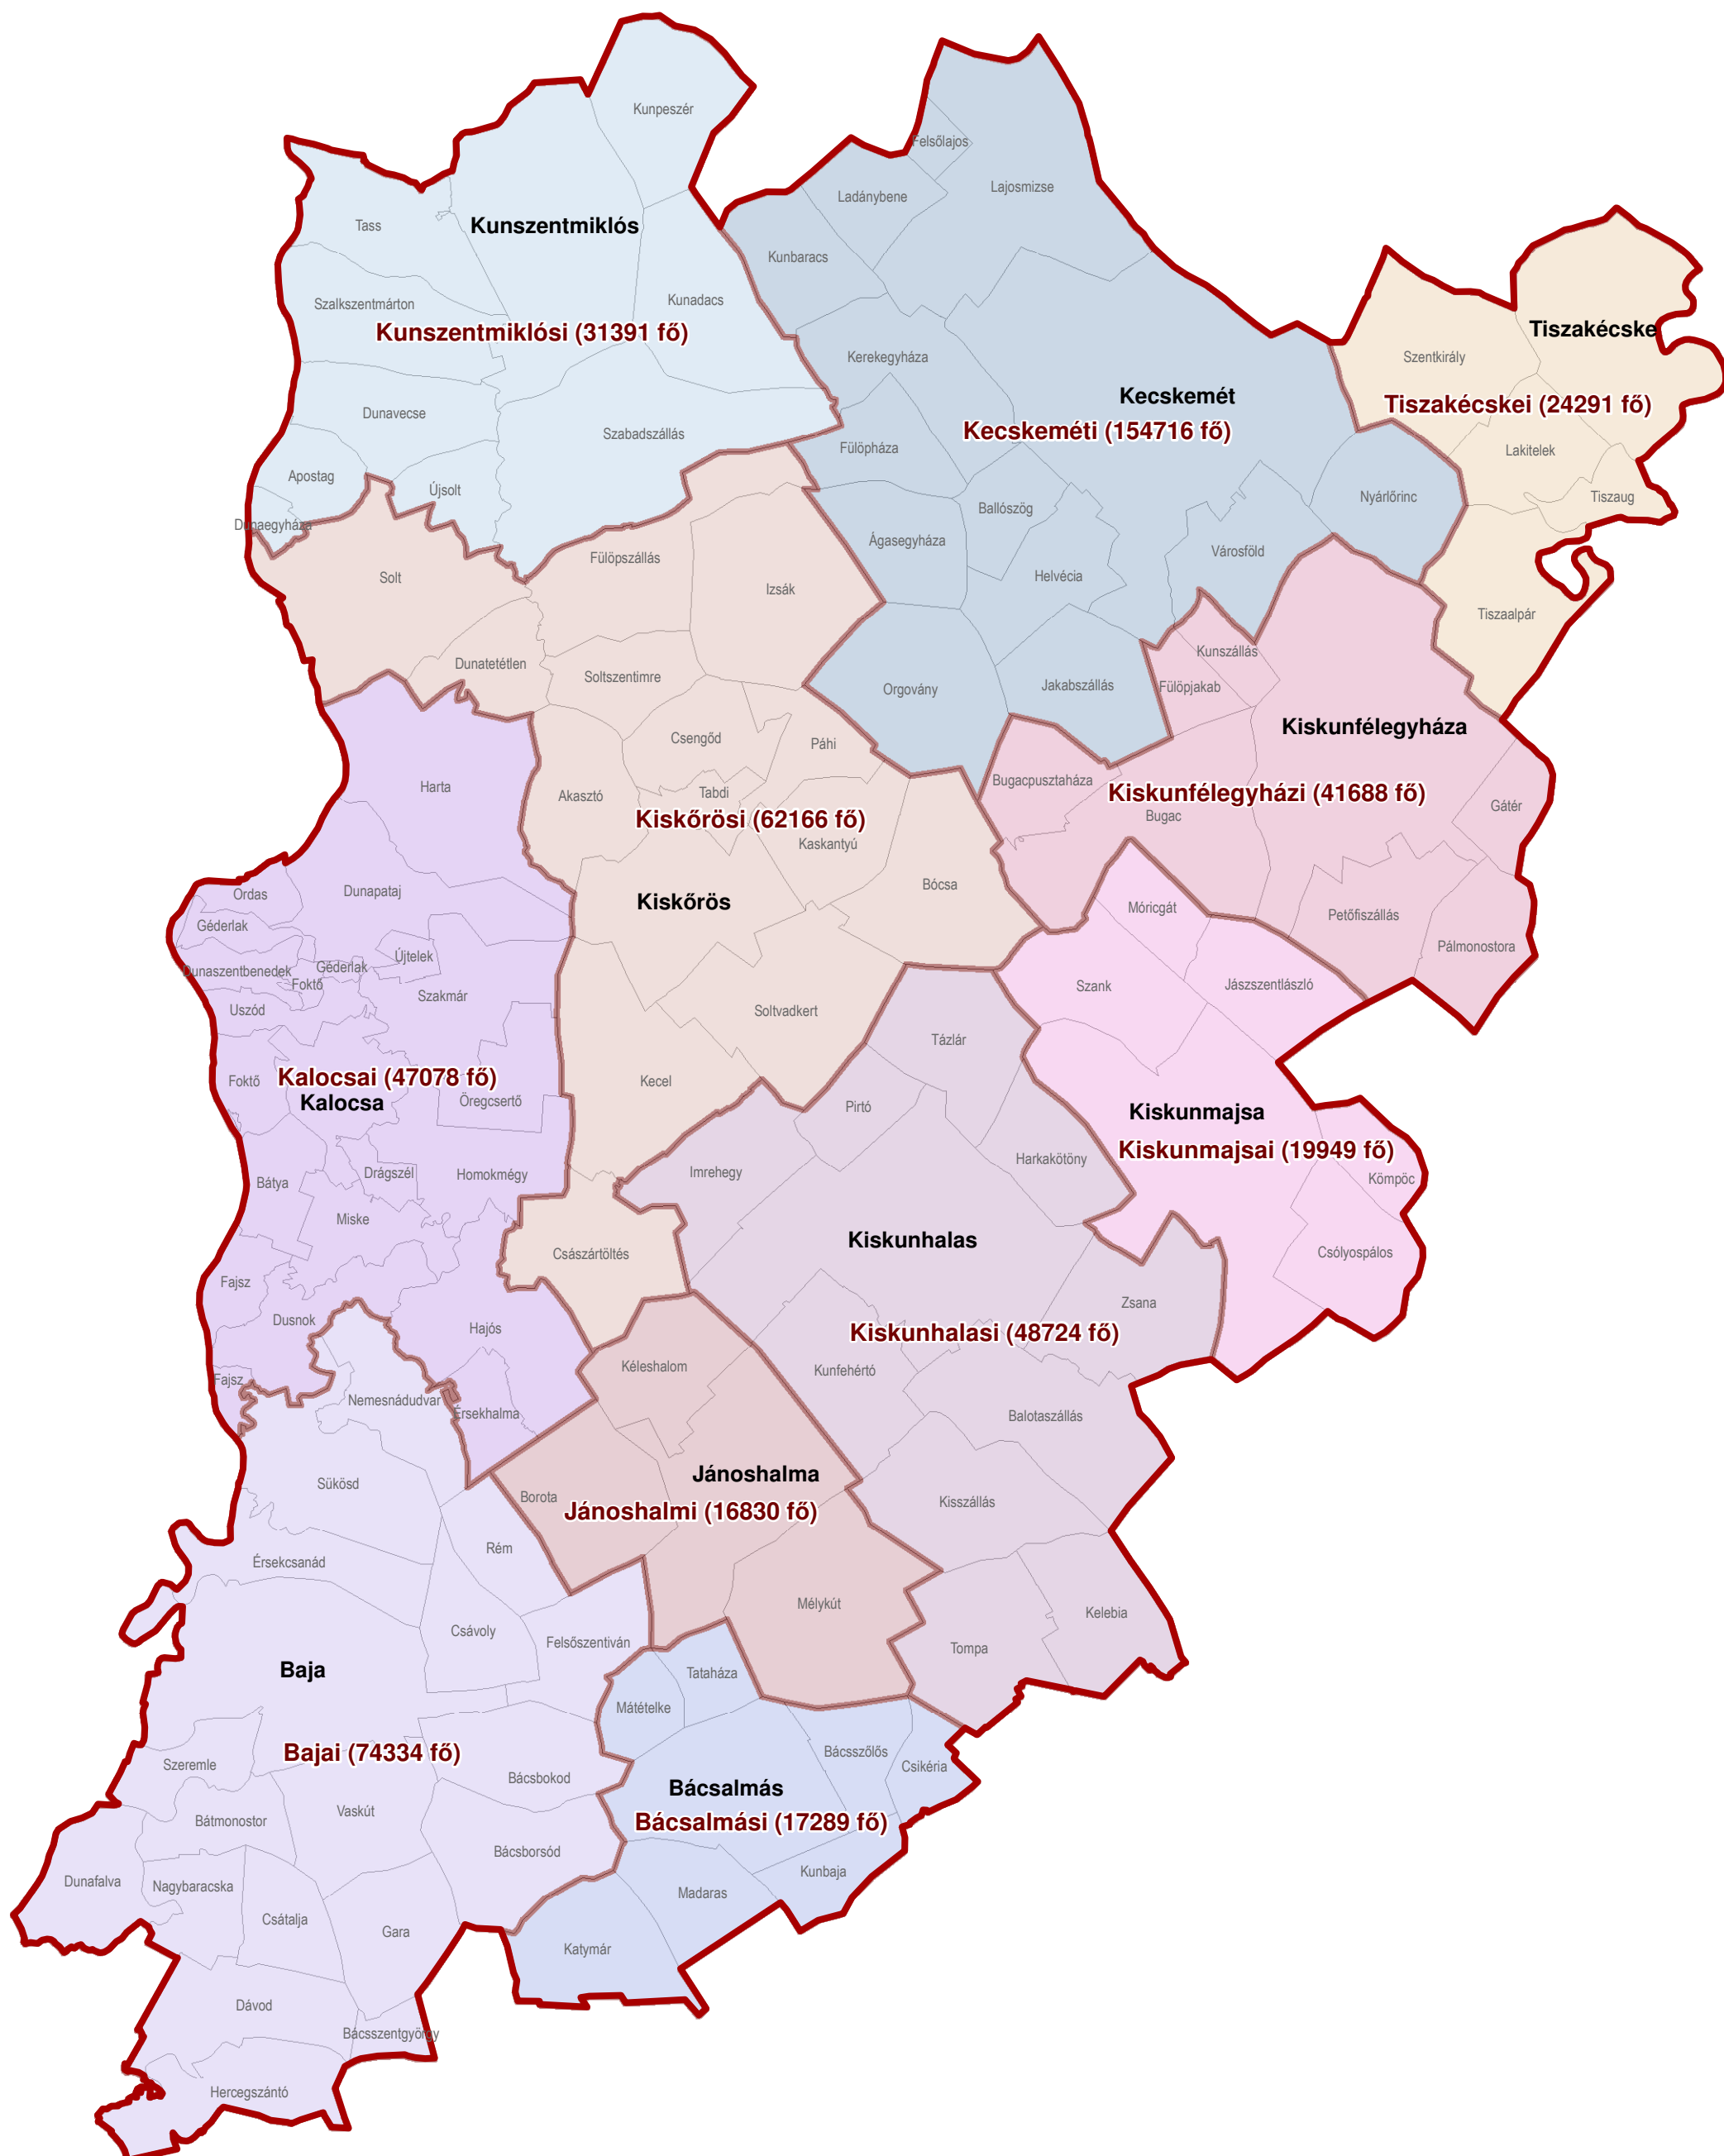 Kunpeszér
Felsőlajos
Lajosmizse
Ladánybene
Tass
Kunszentmiklós
Kunbaracs
Kunadacs
Szalkszentmárton
Kunszentmiklósi (31391 fő)
Tiszakécske
Szentkirály
Kerekegyháza
Kecskemét
Tiszakécskei (24291 fő)
Dunavecse
Szabadszállás
Kecskeméti (154716 fő)
Fülöpháza
Lakitelek
Apostag
Újsolt
Nyárlőrinc
Tiszaug
Ballószög
Dunaegyháza
Ágasegyháza
Városföld
Fülöpszállás
Solt
Helvécia
Izsák
Tiszaalpár
Kunszállás
Dunatetétlen
Soltszentimre
Jakabszállás
Fülöpjakab
Orgovány
Kiskunfélegyháza
Csengőd
Páhi
Bugacpusztaháza
Harta
Akasztó
Tabdi
Kiskunfélegyházi (41688 fő)
Gátér
Kiskőrösi (62166 fő)
Bugac
Kaskantyú
Bócsa
Ordas
Dunapataj
Kiskőrös
Móricgát
Petőfiszállás
Géderlak
Pálmonostora
Újtelek
Géderlak
Dunaszentbenedek
Foktő
Szakmár
Szank
Jászszentlászló
Uszód
Soltvadkert
Tázlár
Kalocsai (47078 fő)
Foktő
Kecel
Kalocsa
Öregcsertő
Pirtó
Kiskunmajsa
Kiskunmajsai (19949 fő)
Harkakötöny
Imrehegy
Drágszél
Homokmégy
Kömpöc
Bátya
Miske
Kiskunhalas
Császártöltés
Csólyospálos
Fajsz
Zsana
Dusnok
Hajós
Kiskunhalasi (48724 fő)
Kéleshalom
Kunfehértó
Fajsz
Nemesnádudvar
Érsekhalma
Balotaszállás
Jánoshalma
Sükösd
Borota
Kisszállás
Jánoshalmi (16830 fő)
Rém
Érsekcsanád
Mélykút
Kelebia
Csávoly
Felsőszentiván
Tompa
Baja
Tataháza
Mátételke
Bajai (74334 fő)
Bácsszőlős
Szeremle
Csikéria
Bácsbokod
Bácsalmás
Vaskút
Bátmonostor
Bácsalmási (17289 fő)
Bácsborsód
Kunbaja
Dunafalva
Nagybaracska
Madaras
Csátalja
Gara
Katymár
Dávod
Bácsszentgyörgy
Hercegszántó